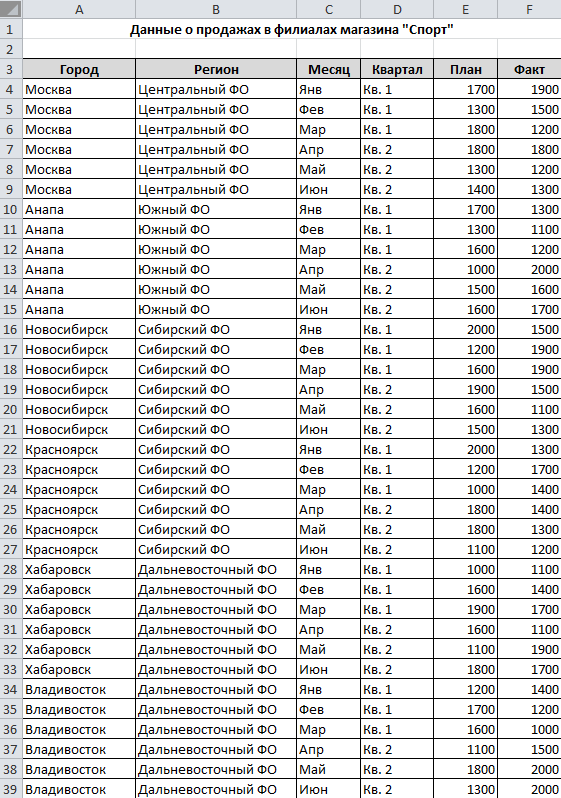 A B C D E F
1 Данные о продажах в филиалах магазина "Спорт"
2
3 Город Регион Месяц Квартал План Факт
4 Москва Центральный ФО Янв Кв. 1 1700 1900
5 Москва Центральный ФО Фев Кв. 1 1300 1500
6 Москва Центральный ФО Мар Кв. 1 1800 1200
7 Москва Центральный ФО Апр Кв. 2 1800 1800
8 Москва Центральный ФО Май Кв. 2 1300 1200
9 Москва Центральный ФО Июн Кв. 2 1400 1300
10 Анапа Южный ФО Янв Кв. 1 1700 1300
11 Анапа Южный ФО Фев Кв. 1 1300 1100
12 Анапа Южный ФО Мар Кв. 1 1600 1200
13 Анапа Южный ФО Апр Кв. 2 1000 2000
14 Анапа Южный ФО Май Кв. 2 1500 1600
15 Анапа Южный ФО Июн Кв. 2 1600 1700
16 Новосибирск Сибирский ФО Янв Кв. 1 2000 1500
17 Новосибирск Сибирский ФО Фев Кв. 1 1200 1900
18 Новосибирск Сибирский ФО Мар Кв. 1 1600 1900
19 Новосибирск Сибирский ФО Апр Кв. 2 1900 1500
20 Новосибирск Сибирский ФО Май Кв. 2 1600 1100
21 Новосибирск Сибирский ФО Июн Кв. 2 1500 1300
22 Красноярск Сибирский ФО Янв Кв. 1 2000 1300
23 Красноярск Сибирский ФО Фев Кв. 1 1200 1700
24 Красноярск Сибирский ФО Мар Кв. 1 1000 1400
25 Красноярск Сибирский ФО Апр Кв. 2 1800 1400
26 Красноярск Сибирский ФО Май Кв. 2 1800 1300
27 Красноярск Сибирский ФО Июн Кв. 2 1100 1200
28 Хабаровск Дальневосточный ФО Янв Кв. 1 1000 1100
29 Хабаровск Дальневосточный ФО Фев Кв. 1 1600 1400
30 Хабаровск Дальневосточный ФО Мар Кв. 1 1900 1700
31 Хабаровск Дальневосточный ФО Апр Кв. 2 1600 1100
32 Хабаровск Дальневосточный ФО Май Кв. 2 1100 1900
33 Хабаровск Дальневосточный ФО Июн Кв. 2 1800 1700
34 Владивосток Дальневосточный ФО Янв Кв. 1 1200 1400
35 Владивосток Дальневосточный ФО Фев Кв. 1 1700 1200
36 Владивосток Дальневосточный ФО Мар Кв. 1 1600 1000
37 Владивосток Дальневосточный ФО Апр Кв. 2 1100 1500
38 Владивосток Дальневосточный ФО Май Кв. 2 1800 2000
39 Владивосток Дальневосточный ФО Июн Кв. 2 1300 2000